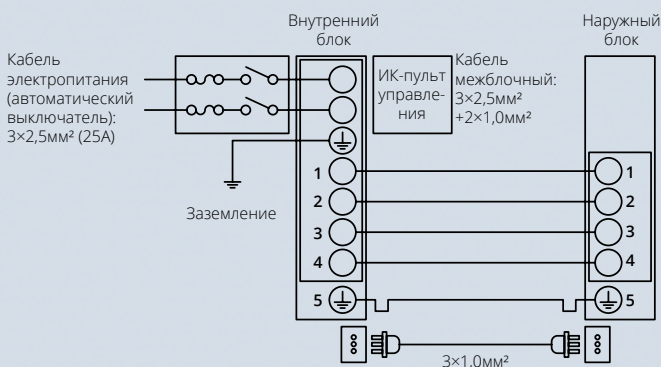 Внутренний
блок
Наружный
блок
Кабель
электропитания
(автоматический
выключатель):
3×2,5мм² (25А)
ИК-пульт
управле-
ния
Кабель
межблочный:
3×2,5мм²
+2×1,0мм²
Заземление
1
2
3
4
5
1
2
3
4
5
3×1,0мм²